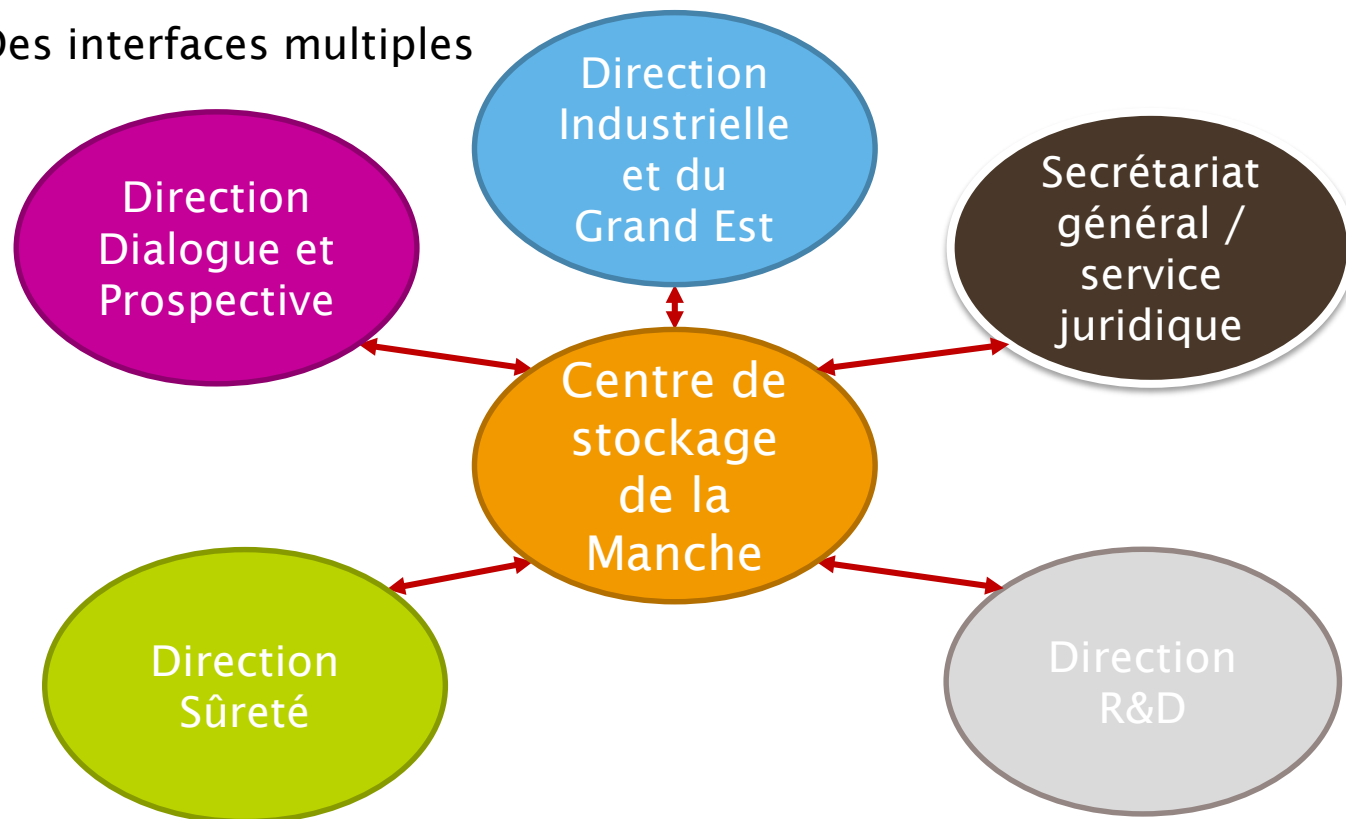 Des interfaces multiples
Direction
Industrielle
et du
Grand Est
Direction
Dialogue et
Prospective
Secrétariat
général /
service
juridique
Centre de
stockage
de la
Manche
Direction
Sûreté
Direction
R&D